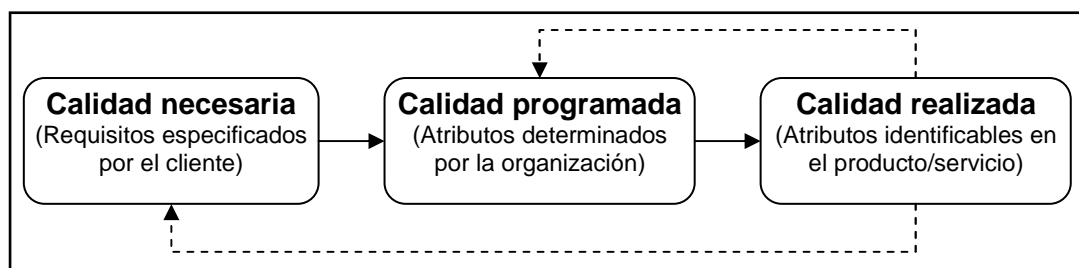 Calidad necesaria
(Requisitos especificados
por el cliente)
Calidad programada
(Atributos determinados
por la organización)
Calidad realizada
(Atributos identificables en
el producto/servicio)